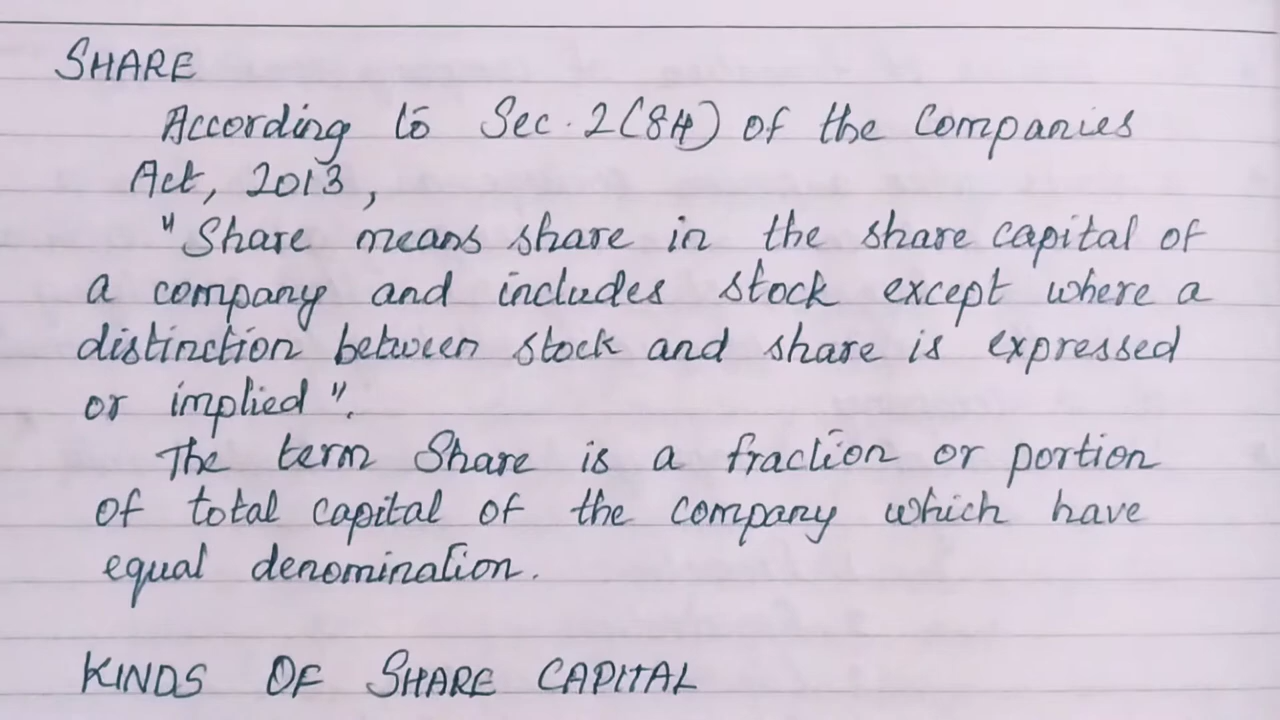 SHARE
According to Sec. 2(84) of the Companies
Act, 2013,
"Share means share in the share capital of
a company and includes stock except where a
distinction between stock and share is expressed
or implied".
The term Share is a fraction or portion
of total capital of the company which have
equal denomination.
KINDS OF SHARE CAPITAL